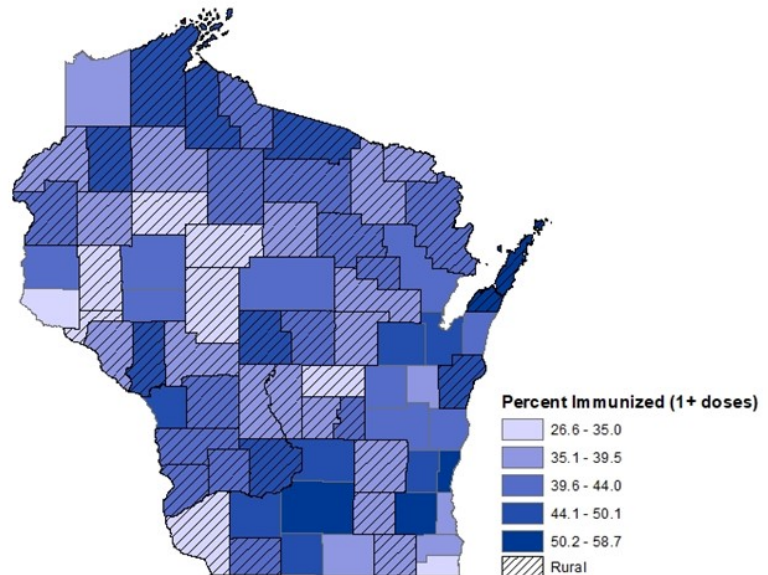 Percent Immunized (1+ doses)
26.6 - 35.0
35.1 - 39.5
39.6 - 44.0
44.1 - 50.1
50.2 - 58.7
Rural